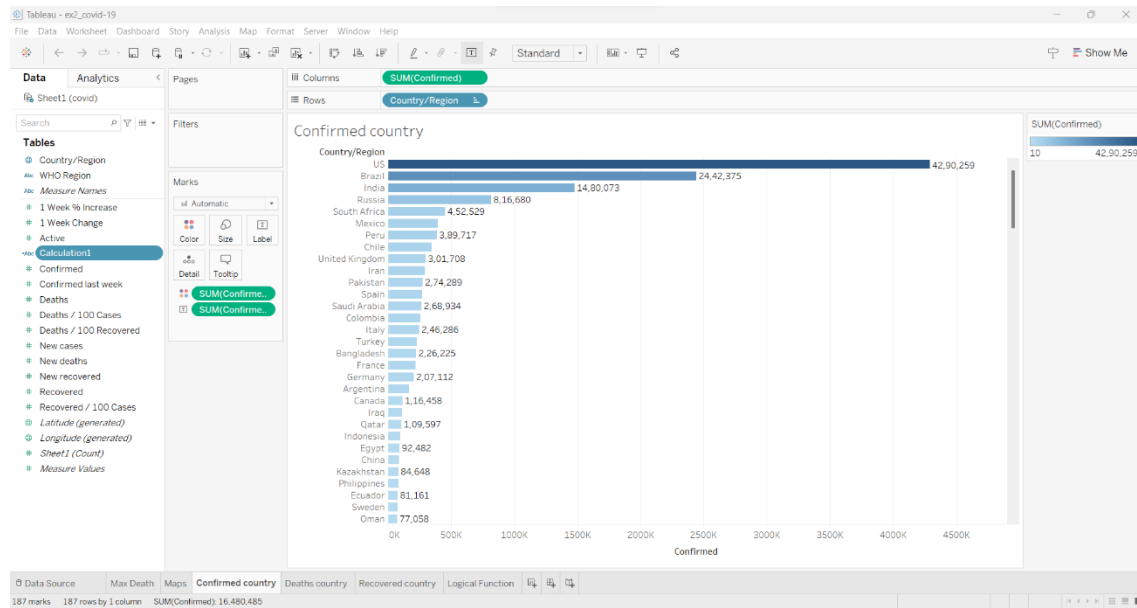 Tableau - ex2_covid-19
File Data Worksheet Dashboard Story Analysis Map Format Server Window Help
Standard
Show Me
Data Analytics
Sheet1 (covid)
Search
Tables
Country/Region
Abc WHO Region
Abc Measure Names
# 1 Week % Increase
# 1 Week Change
# Active
=Abc Calculation1
# Confirmed
# Confirmed last week
# Deaths
# Deaths / 100 Cases
# Deaths / 100 Recovered
# New cases
# New deaths
# New recovered
# Recovered
# Recovered / 100 Cases
Latitude (generated)
Longitude (generated)
# Sheet1 (Count)
# Measure Values
Pages
Filters
Marks
Automatic
Color Size Label
Detail Tooltip
SUM(Confirme..
SUM(Confirme..
Columns SUM(Confirmed)
Rows Country/Region
Confirmed country
Country/Region
US 42,90,259
Brazil 24,42,375
India 14,80,073
Russia 8,16,680
South Africa 4,52,529
Mexico
Peru 3,89,717
Chile
United Kingdom 3,01,708
Iran
Pakistan 2,74,289
Spain
Saudi Arabia 2,68,934
Colombia
Italy 2,46,286
Turkey
Bangladesh 2,26,225
France
Germany 2,07,112
Argentina
Canada 1,16,458
Iraq
Qatar 1,09,597
Indonesia
Egypt 92,482
China
Kazakhstan 84,648
Philippines
Ecuador 81,161
Sweden
Oman 77,058
0K 500K 1000K 1500K 2000K 2500K 3000K 3500K 4000K 4500K
Confirmed
SUM(Confirmed)
10 42,90,259
Data Source Max Death Maps Confirmed country Deaths country Recovered country Logical Function
187 marks 187 rows by 1 column SUM(Confirmed): 16,480,485